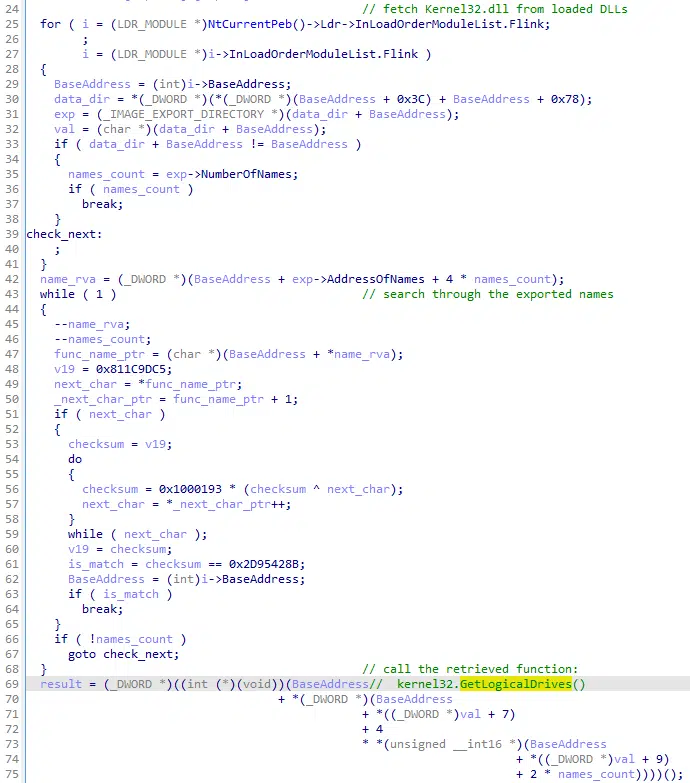 24 // fetch Kernel32.dll from loaded DLLs
25 for ( i = (LDR_MODULE *)NtCurrentPeb()->Ldr->InLoadOrderModuleList.Flink;
26 ;
27 i = (LDR_MODULE *)i->InLoadOrderModuleList.Flink )
28 {
29 BaseAddress = (int)i->BaseAddress;
30 data_dir = *(_DWORD *)(*(_DWORD *)(BaseAddress + 0x3C) + BaseAddress + 0x78);
31 exp = (_IMAGE_EXPORT_DIRECTORY *)(data_dir + BaseAddress);
32 val = (char *)(data_dir + BaseAddress);
33 if ( data_dir + BaseAddress != BaseAddress )
34 {
35 names_count = exp->NumberOfNames;
36 if ( names_count )
37 break;
38 }
39 check_next:
40 ;
41 }
42 name_rva = (_DWORD *)(BaseAddress + exp->AddressOfNames + 4 * names_count);
43 while ( 1 ) // search through the exported names
44 {
45 --name_rva;
46 --names_count;
47 func_name_ptr = (char *)(BaseAddress + *name_rva);
48 v19 = 0x811C9DC5;
49 next_char = *func_name_ptr;
50 _next_char_ptr = func_name_ptr + 1;
51 if ( next_char )
52 {
53 checksum = v19;
54 do
55 {
56 checksum = 0x1000193 * (checksum ^ next_char);
57 next_char = *_next_char_ptr++;
58 }
59 while ( next_char );
60 v19 = checksum;
61 is_match = checksum == 0x2D95428B;
62 BaseAddress = (int)i->BaseAddress;
63 if ( is_match )
64 break;
65 }
66 if ( !names_count )
67 goto check_next;
68 } // call the retrieved function:
69 result = (_DWORD *)((int (*)(void))(BaseAddress// kernel32.GetLogicalDrives()
70 + *(_DWORD *)(BaseAddress
71 + *((_DWORD *)val + 7)
72 + 4
73 * *(unsigned __int16 *)(BaseAddress
74 + *((_DWORD *)val + 9)
75 + 2 * names_count))))();